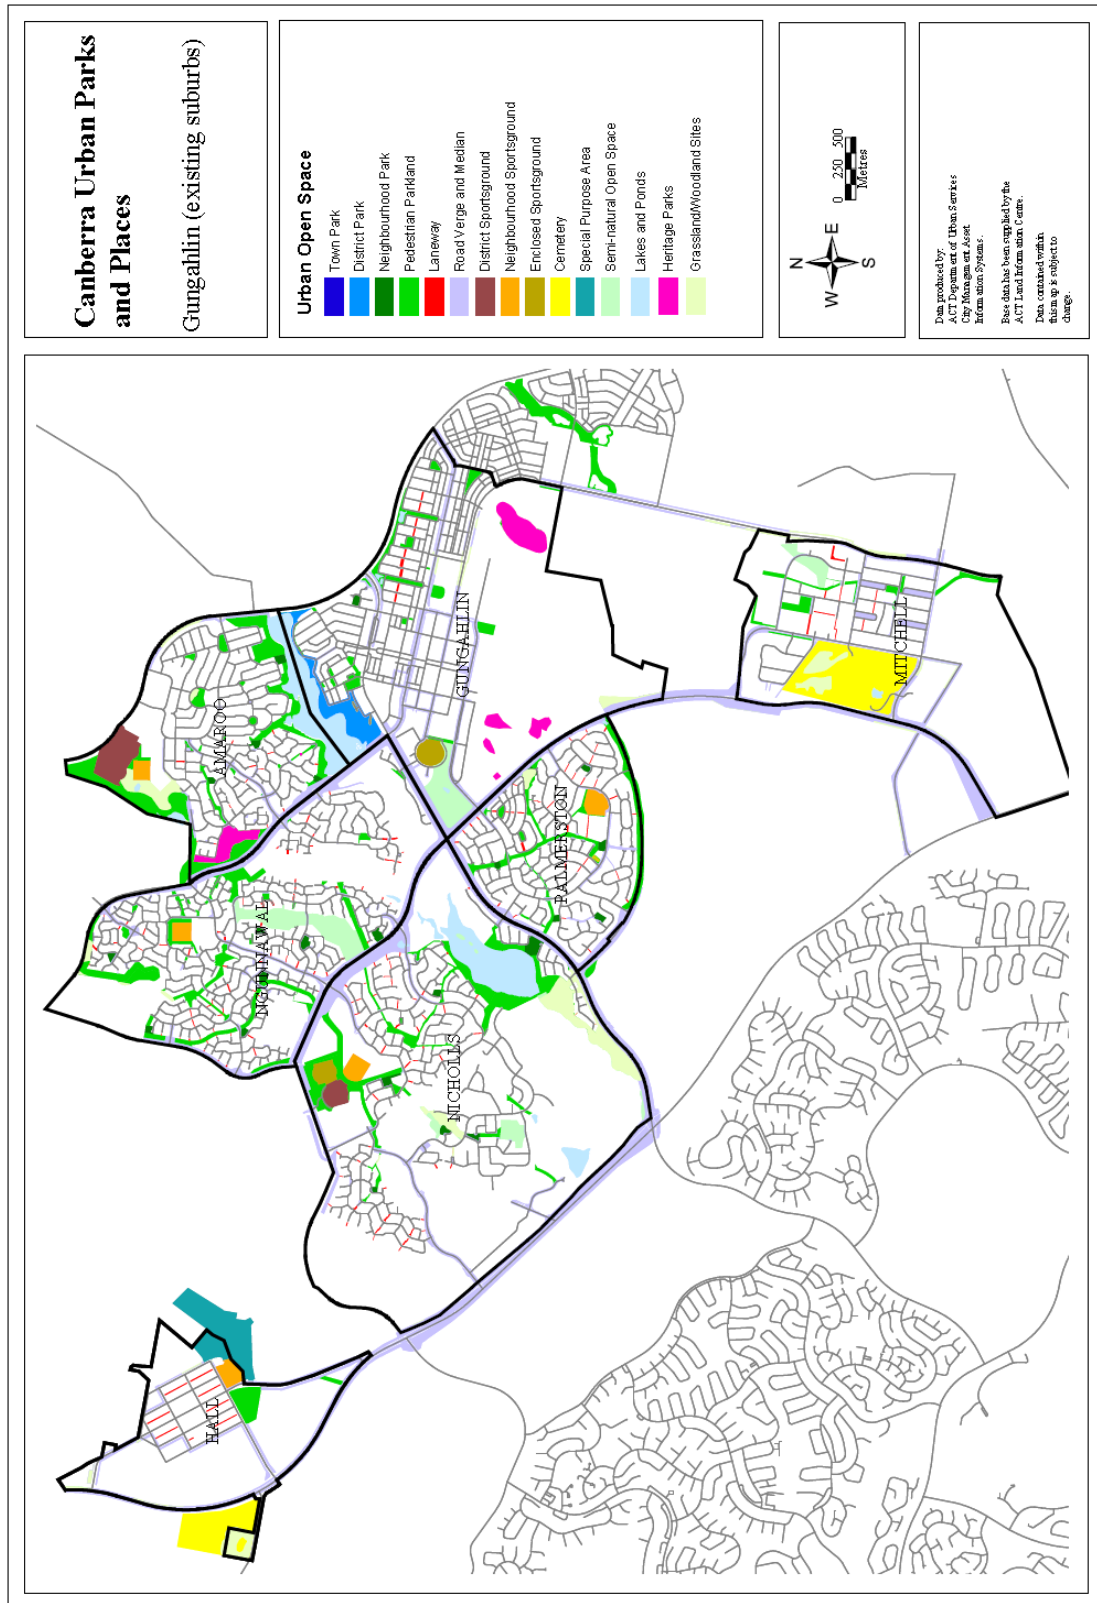 Canberra Urban Parks
and Places
Gungahlin (existing suburbs)
Urban Open Space
Town Park
District Park
Neighbourhood Park
Pedestrian Parkland
Laneway
Road Verge and Median
District Sportsground
Neighbourhood Sportsground
Enclosed Sportsground
Cemetery
Special Purpose Area
Semi-natural Open Space
Lakes and Ponds
Heritage Parks
Grassland/Woodland Sites
N
W E
S
0 250 500
Metres
Data produced by:
ACT Department of Urban Services
City Management Asset
Information Systems.
Base data has been supplied by the
ACT Land Information Centre.
Data contained within
this map is subject to
change.
HALL
NGUNNAWAL
AMAROO
NICHOLLS
GUNGAHLIN
PALMERSTON
MITCHELL